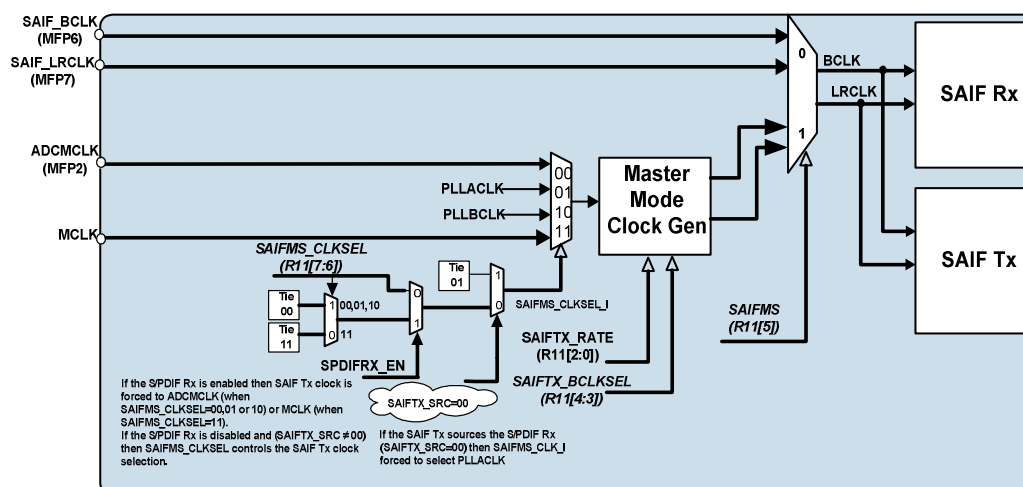 SAIF_BCLK
(MFP6)
SAIF_LRCLK
(MFP7)
0
BCLK
LRCLK
1
SAIF Rx
ADCMCLK
(MFP2)
PLLACLK
PLLBCLK
MCLK
00
01
10
11
Master
Mode
Clock Gen
SAIF Tx
SAIFMS_CLKSEL
(R11[7:6])
Tie
00
Tie
11
1
00,01,10
0
11
0
1
Tie
01
1
0
SAIFMS_CLKSEL_I
SPDIFRX_EN
SAIFTX_SRC=00
SAIFTX_RATE
(R11[2:0])
SAIFTX_BCLKSEL
(R11[4:3])
SAIFMS
(R11[5])
If the S/PDIF Rx is enabled then SAIF Tx clock is
forced to ADCMCLK (when
SAIFMS_CLKSEL=00,01 or 10) or MCLK (when
SAIFMS_CLKSEL=11).
If the S/PDIF Rx is disabled and (SAIFTX_SRC ≠ 00)
then SAIFMS_CLKSEL controls the SAIF Tx clock
selection.
If the SAIF Tx sources the S/PDIF Rx
(SAIFTX_SRC=00) then SAIFMS_CLK_I
forced to select PLLACLK